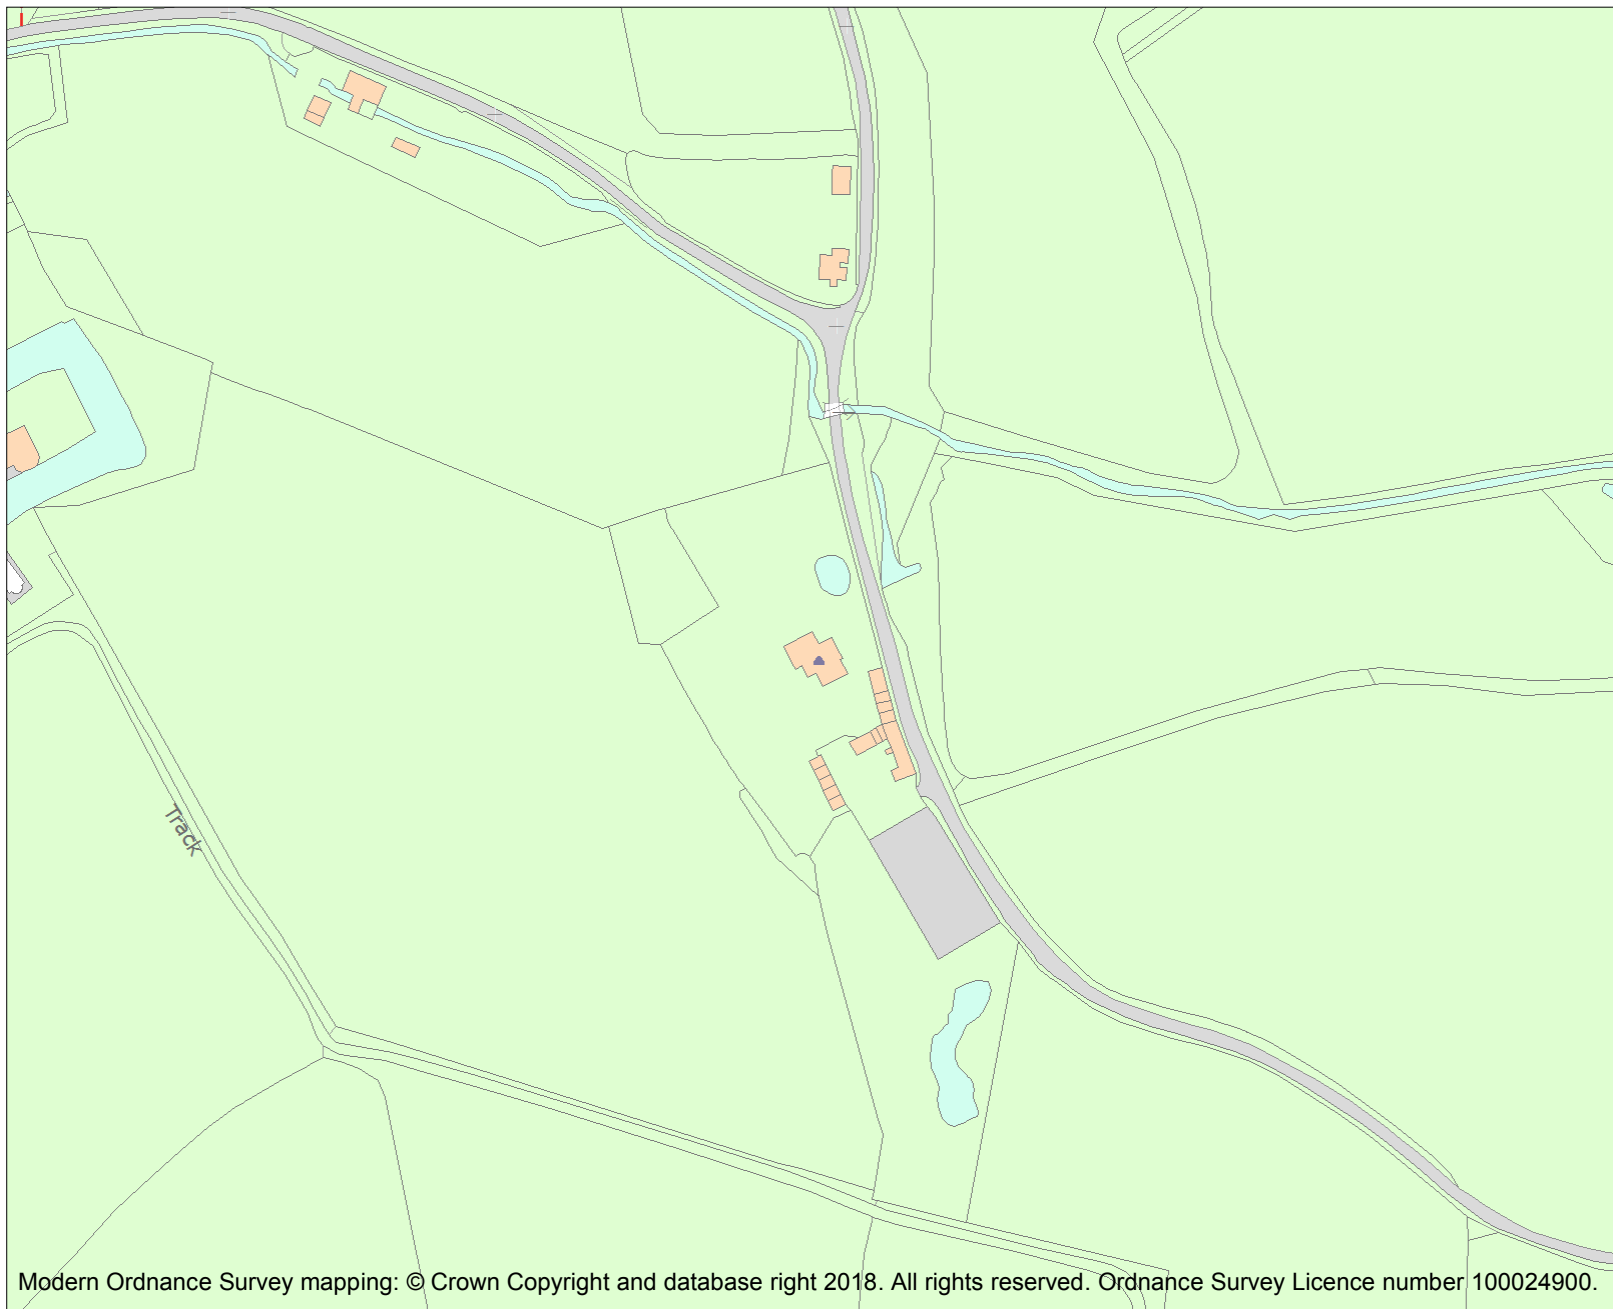 Track
Modern Ordnance Survey mapping: © Crown Copyright and database right 2018. All rights reserved. Ordnance Survey Licence number 100024900.